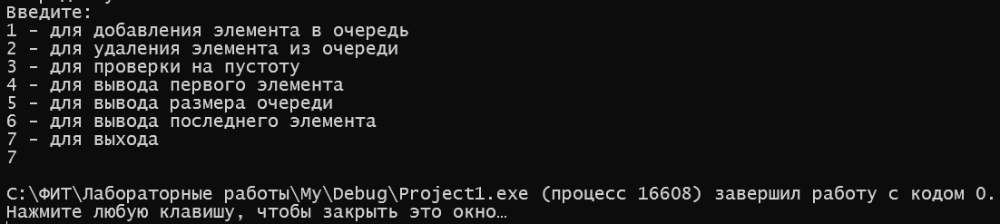 Введите:
1 - для добавления элемента в очередь
2 - для удаления элемента из очереди
3 - для проверки на пустоту
4 - для вывода первого элемента
5 - для вывода размера очереди
6 - для вывода последнего элемента
7 - для выхода
7
C:\ФИТ\Лабораторные работы\My\Debug\Project1.exe (процесс 16608) завершил работу с кодом 0.
Нажмите любую клавишу, чтобы закрыть это окно…